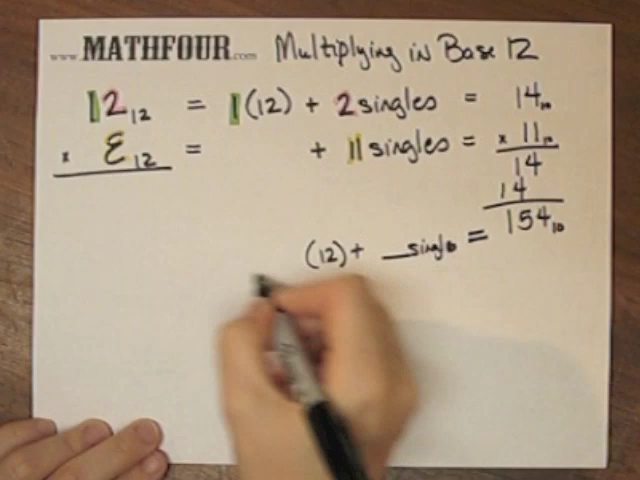 www.MATHFOUR.com Multiplying in Base 12
12₁₂ = 1(12) + 2 singles = 14₁₀
x Ɛ₁₂ = + 11 singles = x 11₁₀
14
14
154₁₀
(12) + __ singles =